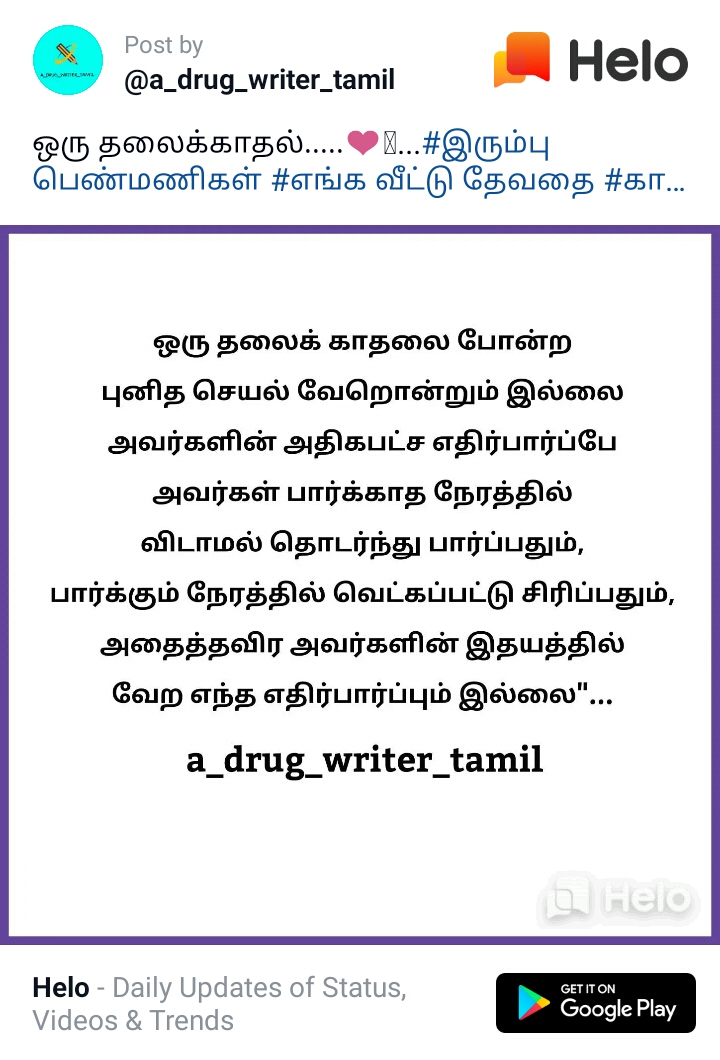 Post by
@a_drug_writer_tamil
Helo
ஒரு தலைக்காதல்.....❤...#இரும்பு
பெண்மணிகள் #எங்க வீட்டு தேவதை #கா...
ஒரு தலைக் காதலை போன்ற
புனித செயல் வேறொன்றும் இல்லை
அவர்களின் அதிகபட்ச எதிர்பார்ப்பே
அவர்கள் பார்க்காத நேரத்தில்
விடாமல் தொடர்ந்து பார்ப்பதும்,
பார்க்கும் நேரத்தில் வெட்கப்பட்டு சிரிப்பதும்,
அதைத்தவிர அவர்களின் இதயத்தில்
வேற எந்த எதிர்பார்ப்பும் இல்லை"...
a_drug_writer_tamil
Helo
Helo - Daily Updates of Status,
Videos & Trends
GET IT ON
Google Play